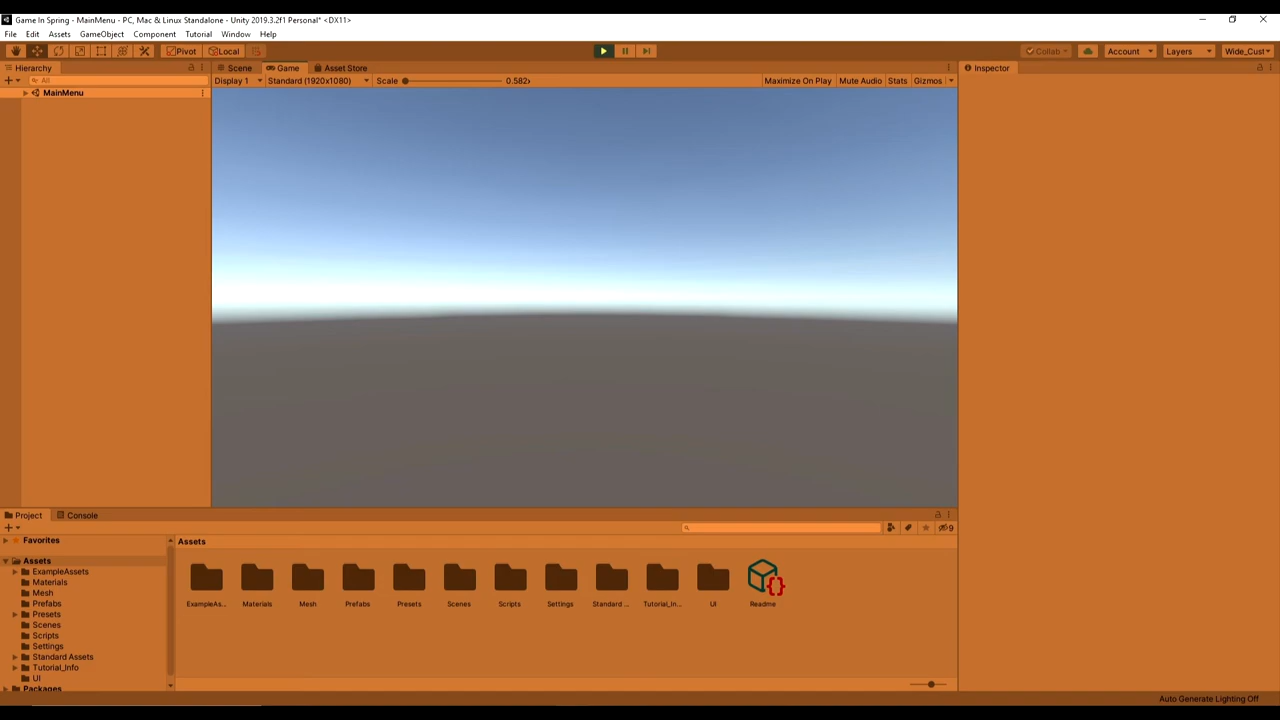 Game In Spring - MainMenu - PC, Mac & Linux Standalone - Unity 2019.3.2f1 Personal* <DX11>
File Edit Assets GameObject Component Tutorial Window Help
Pivot Local Collab Account Layers Wide_Cust
Hierarchy Scene Game Asset Store Inspector
All Display 1 Standard (1920x1080) Scale 0.582x Maximize On Play Mute Audio Stats Gizmos
MainMenu
Project Console
9
Favorites
Assets
Assets
ExampleAssets
Materials
Mesh
Prefabs
Presets
Scenes
Scripts
Settings
Standard Assets
Tutorial_Info
UI
Packages
ExampleAs... Materials Mesh Prefabs Presets Scenes Scripts Settings Standard ... Tutorial_In... UI Readme
Auto Generate Lighting Off